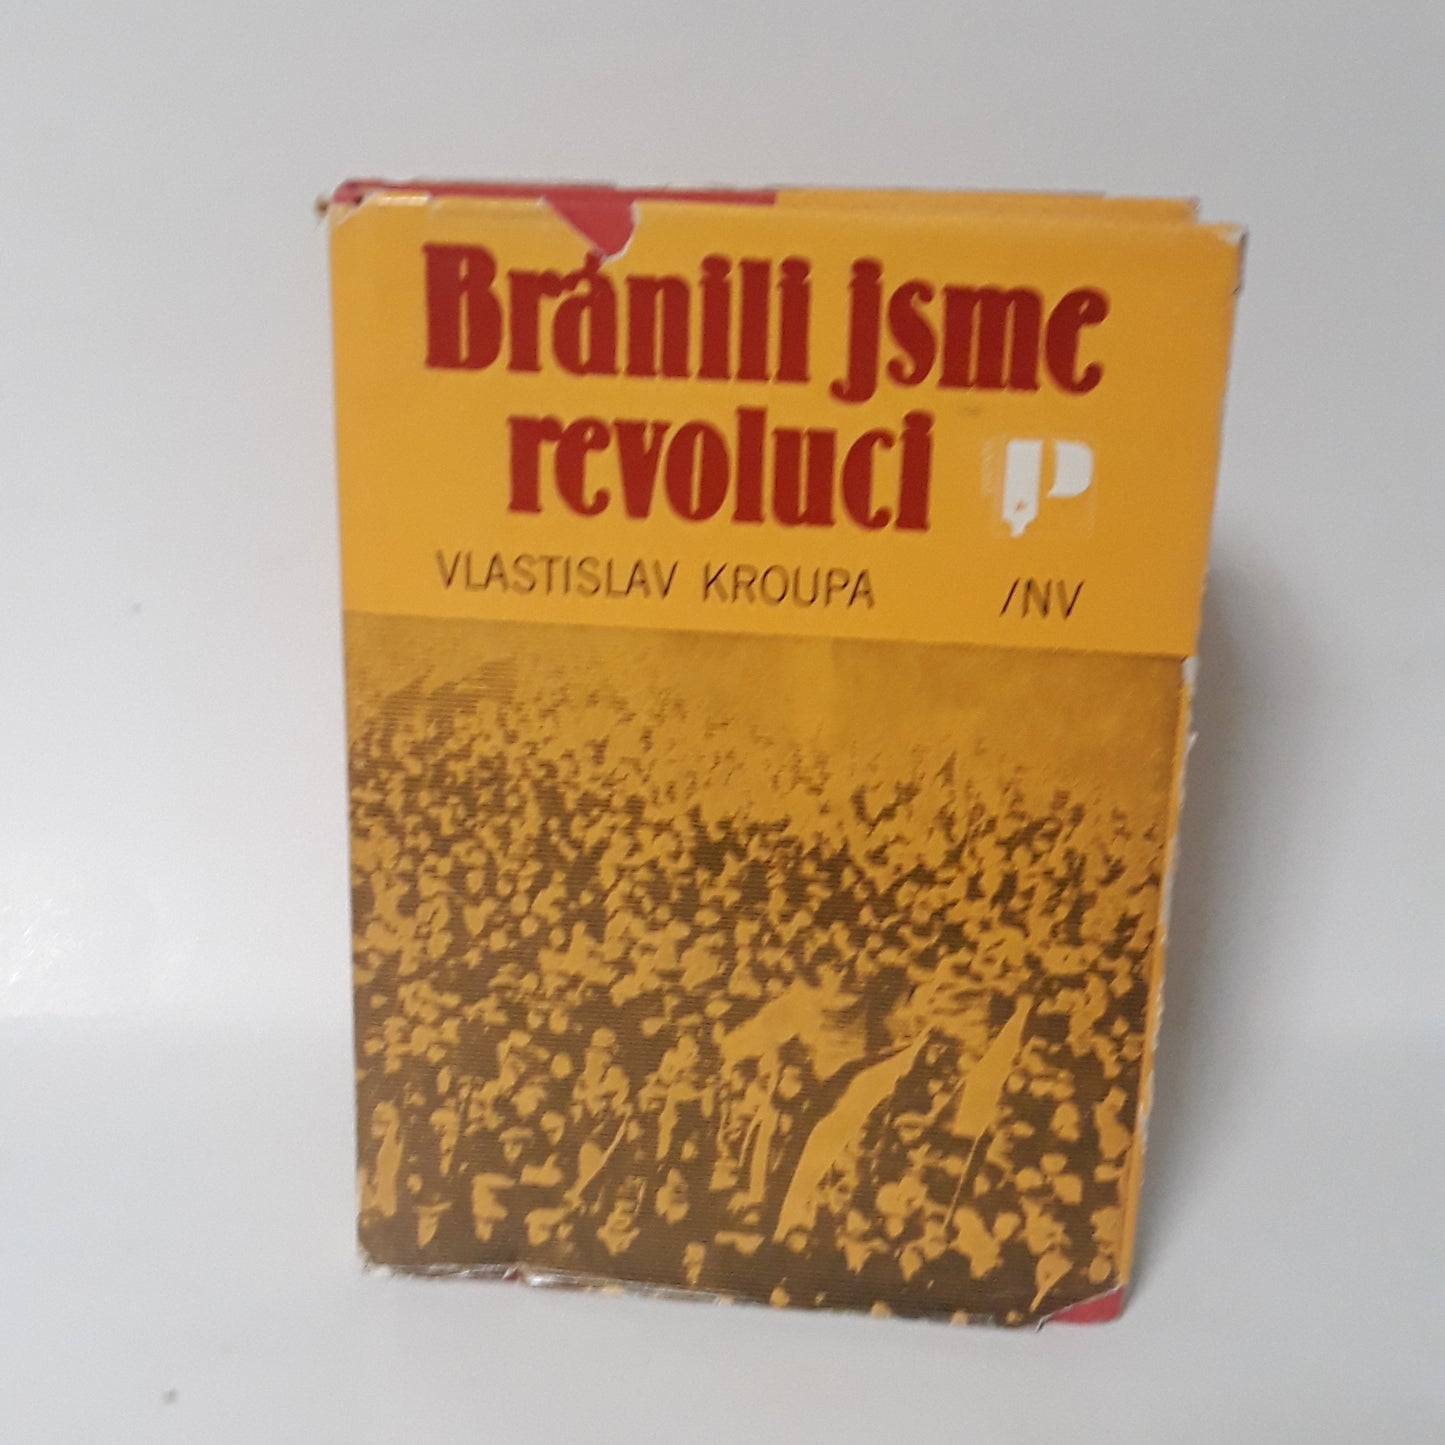 Bránili jsme
revoluci
VLASTISLAV KROUPA /NV